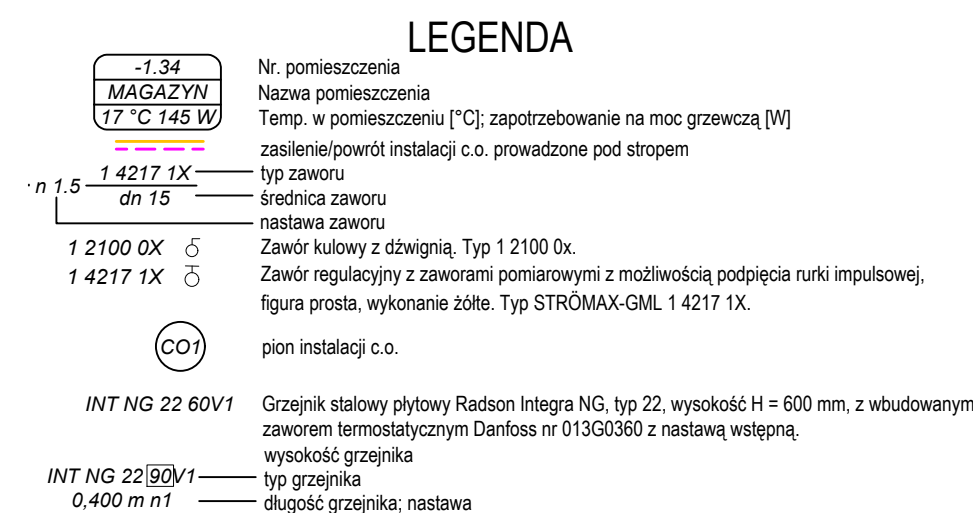 LEGENDA
-1.34 Nr. pomieszczenia
MAGAZYN Nazwa pomieszczenia
17 °C 145 W Temp. w pomieszczeniu [°C]; zapotrzebowanie na moc grzewczą [W]
zasilenie/powrót instalacji c.o. prowadzone pod stropem
1 4217 1X typ zaworu
n 1.5
dn 15 średnica zaworu
nastawa zaworu
1 2100 0X Zawór kulowy z dźwignią. Typ 1 2100 0x.
1 4217 1X Zawór regulacyjny z zaworami pomiarowymi z możliwością podpięcia rurki impulsowej,
figura prosta, wykonanie żółte. Typ STRÖMAX-GML 1 4217 1X.
CO1 pion instalacji c.o.
INT NG 22 60V1 Grzejnik stalowy płytowy Radson Integra NG, typ 22, wysokość H = 600 mm, z wbudowanym
zaworem termostatycznym Danfoss nr 013G0360 z nastawą wstępną.
wysokość grzejnika
INT NG 22 90V1 typ grzejnika
0,400 m n1 długość grzejnika; nastawa